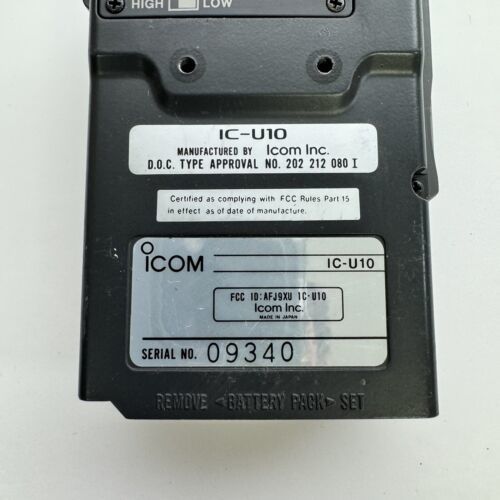 HIGH LOW
IC-U10
MANUFACTURED BY Icom Inc.
D.O.C. TYPE APPROVAL NO. 202 212 080 I
Certified as complying with FCC Rules Part 15
in effect as of date of manufacture.
ICOM IC-U10
FCC ID:AFJ9XU IC-U10
Icom Inc.
MADE IN JAPAN
SERIAL NO. 09340
REMOVE ◄BATTERY PACK► SET